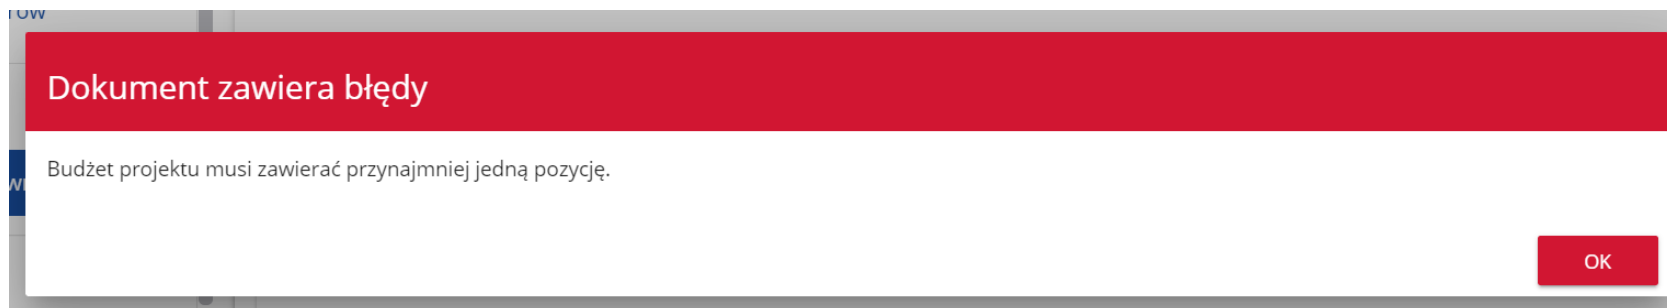 Dokument zawiera błędy
Budżet projektu musi zawierać przynajmniej jedną pozycję.
OK